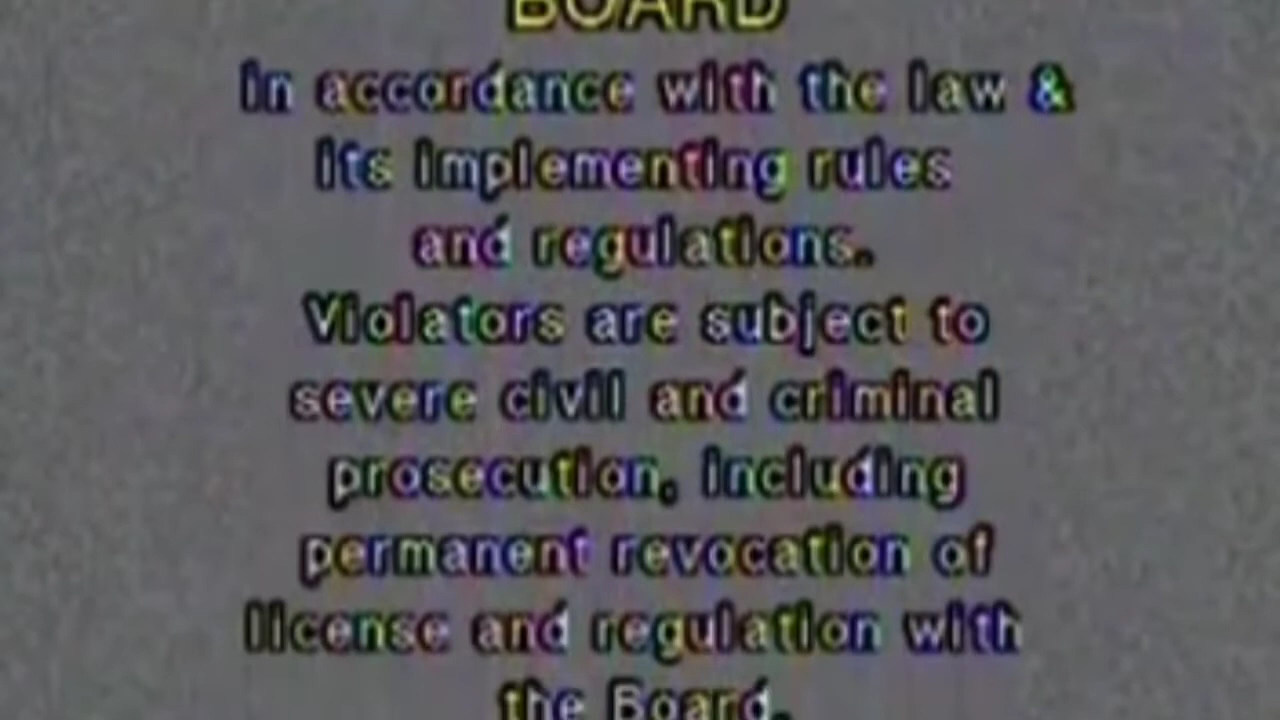 BOARD
in accordance with the law &
its implementing rules
and regulations.
Violators are subject to
severe civil and criminal
prosecution, including
permanent revocation of
license and regulation with
the Board.